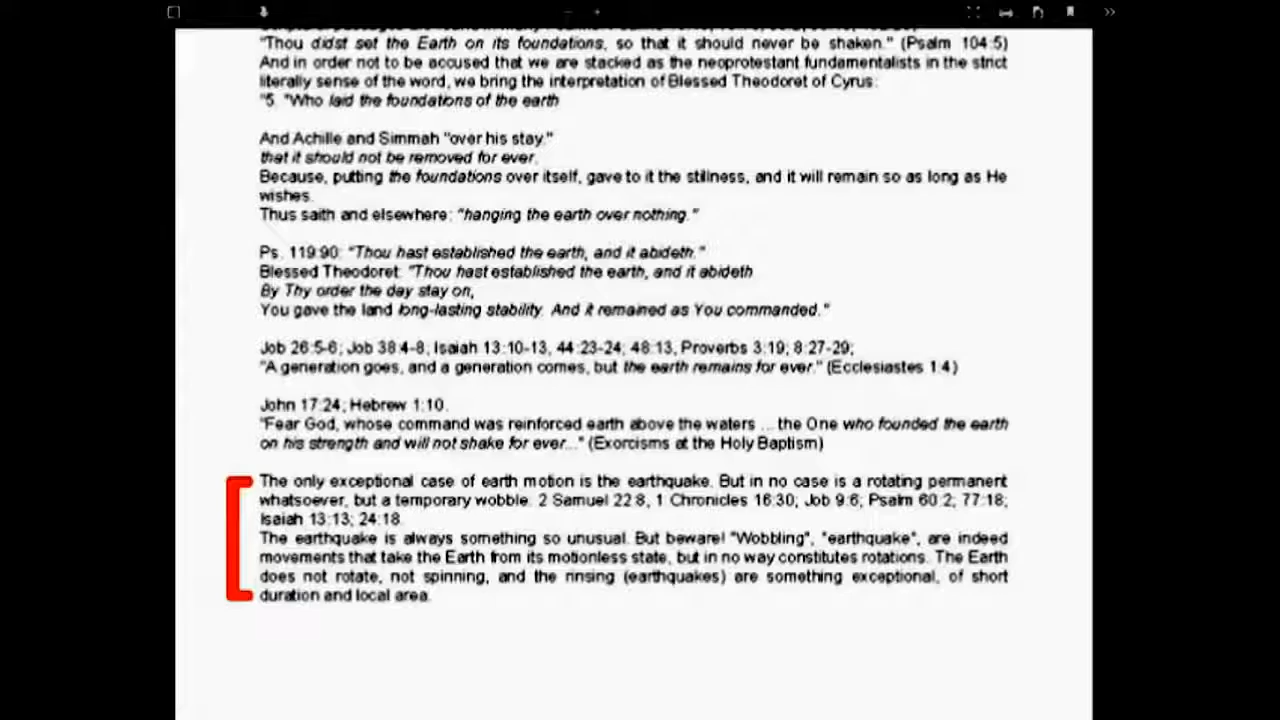 "Thou didst set the Earth on its foundations, so that it should never be shaken." (Psalm 104:5)
And in order not to be accused that we are stacked as the neoprotestant fundamentalists in the strict
literally sense of the word, we bring the interpretation of Blessed Theodoret of Cyrus:
"5. "Who laid the foundations of the earth
And Achille and Simmah "over his stay."
that it should not be removed for ever.
Because, putting the foundations over itself, gave to it the stillness, and it will remain so as long as He
wishes.
Thus saith and elsewhere: "hanging the earth over nothing."
Ps. 119:90: "Thou hast established the earth, and it abideth."
Blessed Theodoret: "Thou hast established the earth, and it abideth
By Thy order the day stay on,
You gave the land long-lasting stability. And it remained as You commanded."
Job 26:5-6; Job 38:4-8; Isaiah 13:10-13, 44:23-24; 48:13, Proverbs 3:19; 8:27-29;
"A generation goes, and a generation comes, but the earth remains for ever." (Ecclesiastes 1:4)
John 17:24; Hebrew 1:10.
"Fear God, whose command was reinforced earth above the waters ... the One who founded the earth
on his strength and will not shake for ever..." (Exorcisms at the Holy Baptism)
The only exceptional case of earth motion is the earthquake. But in no case is a rotating permanent
whatsoever, but a temporary wobble. 2 Samuel 22:8, 1 Chronicles 16:30; Job 9:6; Psalm 60:2; 77:18;
Isaiah 13:13; 24:18.
The earthquake is always something so unusual. But beware! "Wobbling", "earthquake", are indeed
movements that take the Earth from its motionless state, but in no way constitutes rotations. The Earth
does not rotate, not spinning, and the rinsing (earthquakes) are something exceptional, of short
duration and local area.